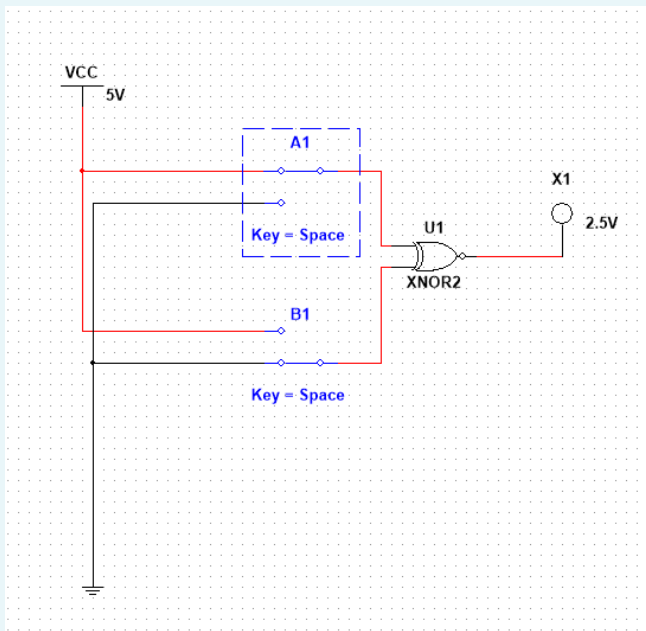 VCC
5V
A1
Key = Space
X1
2.5V
U1
XNOR2
B1
Key = Space